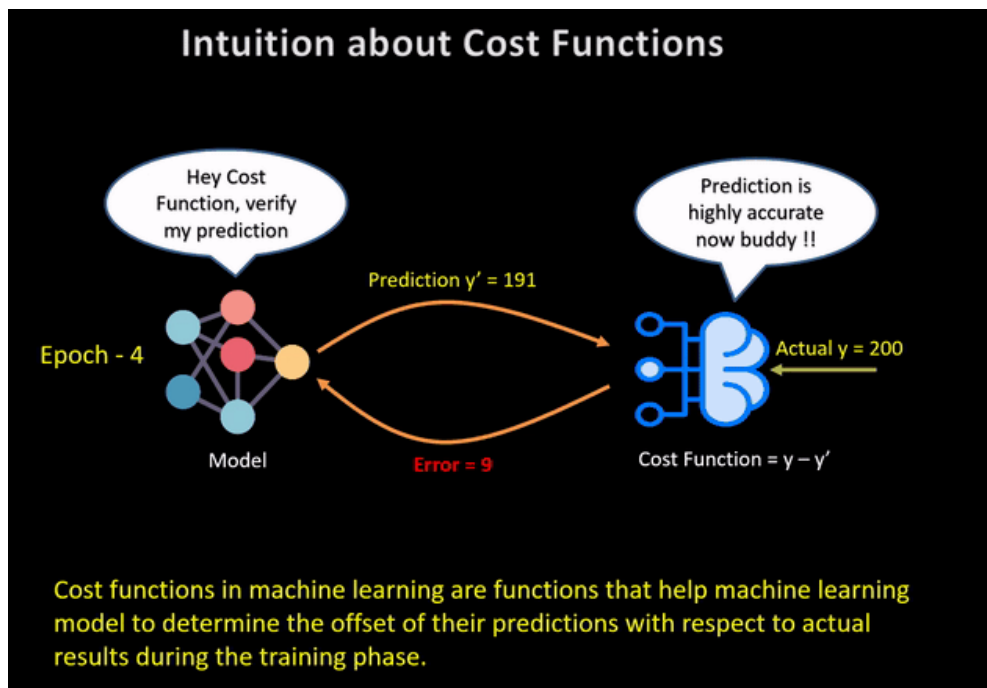 Intuition about Cost Functions
Hey Cost
Function, verify
my prediction
Prediction is
highly accurate
now buddy !!
Prediction y’ = 191
Epoch - 4
Actual y = 200
Model
Error = 9
Cost Function = y – y’
Cost functions in machine learning are functions that help machine learning
model to determine the offset of their predictions with respect to actual
results during the training phase.